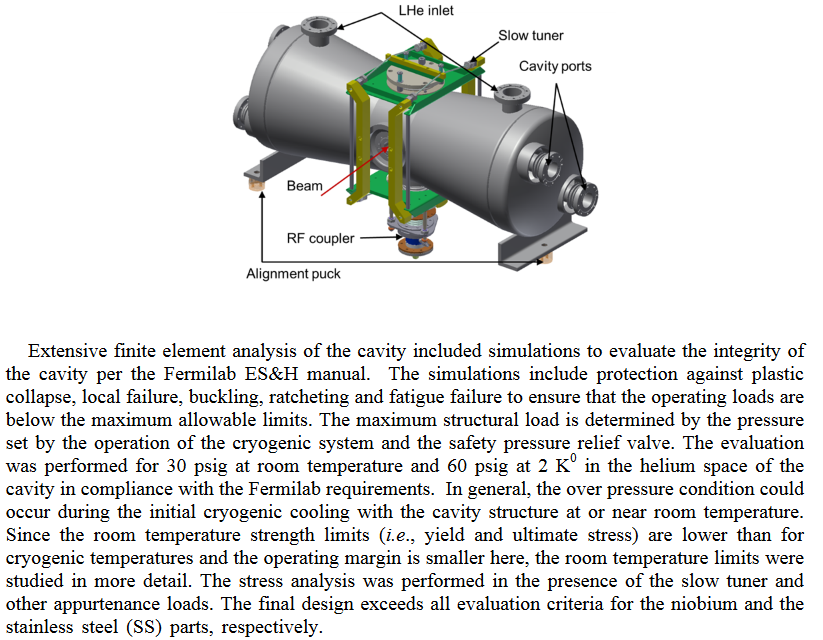 LHe inlet
Slow tuner
Cavity ports
Beam
RF coupler
Alignment puck
Extensive finite element analysis of the cavity included simulations to evaluate the integrity of
the cavity per the Fermilab ES&H manual. The simulations include protection against plastic
collapse, local failure, buckling, ratcheting and fatigue failure to ensure that the operating loads are
below the maximum allowable limits. The maximum structural load is determined by the pressure
set by the operation of the cryogenic system and the safety pressure relief valve. The evaluation
was performed for 30 psig at room temperature and 60 psig at 2 K⁰ in the helium space of the
cavity in compliance with the Fermilab requirements. In general, the over pressure condition could
occur during the initial cryogenic cooling with the cavity structure at or near room temperature.
Since the room temperature strength limits (i.e., yield and ultimate stress) are lower than for
cryogenic temperatures and the operating margin is smaller here, the room temperature limits were
studied in more detail. The stress analysis was performed in the presence of the slow tuner and
other appurtenance loads. The final design exceeds all evaluation criteria for the niobium and the
stainless steel (SS) parts, respectively.